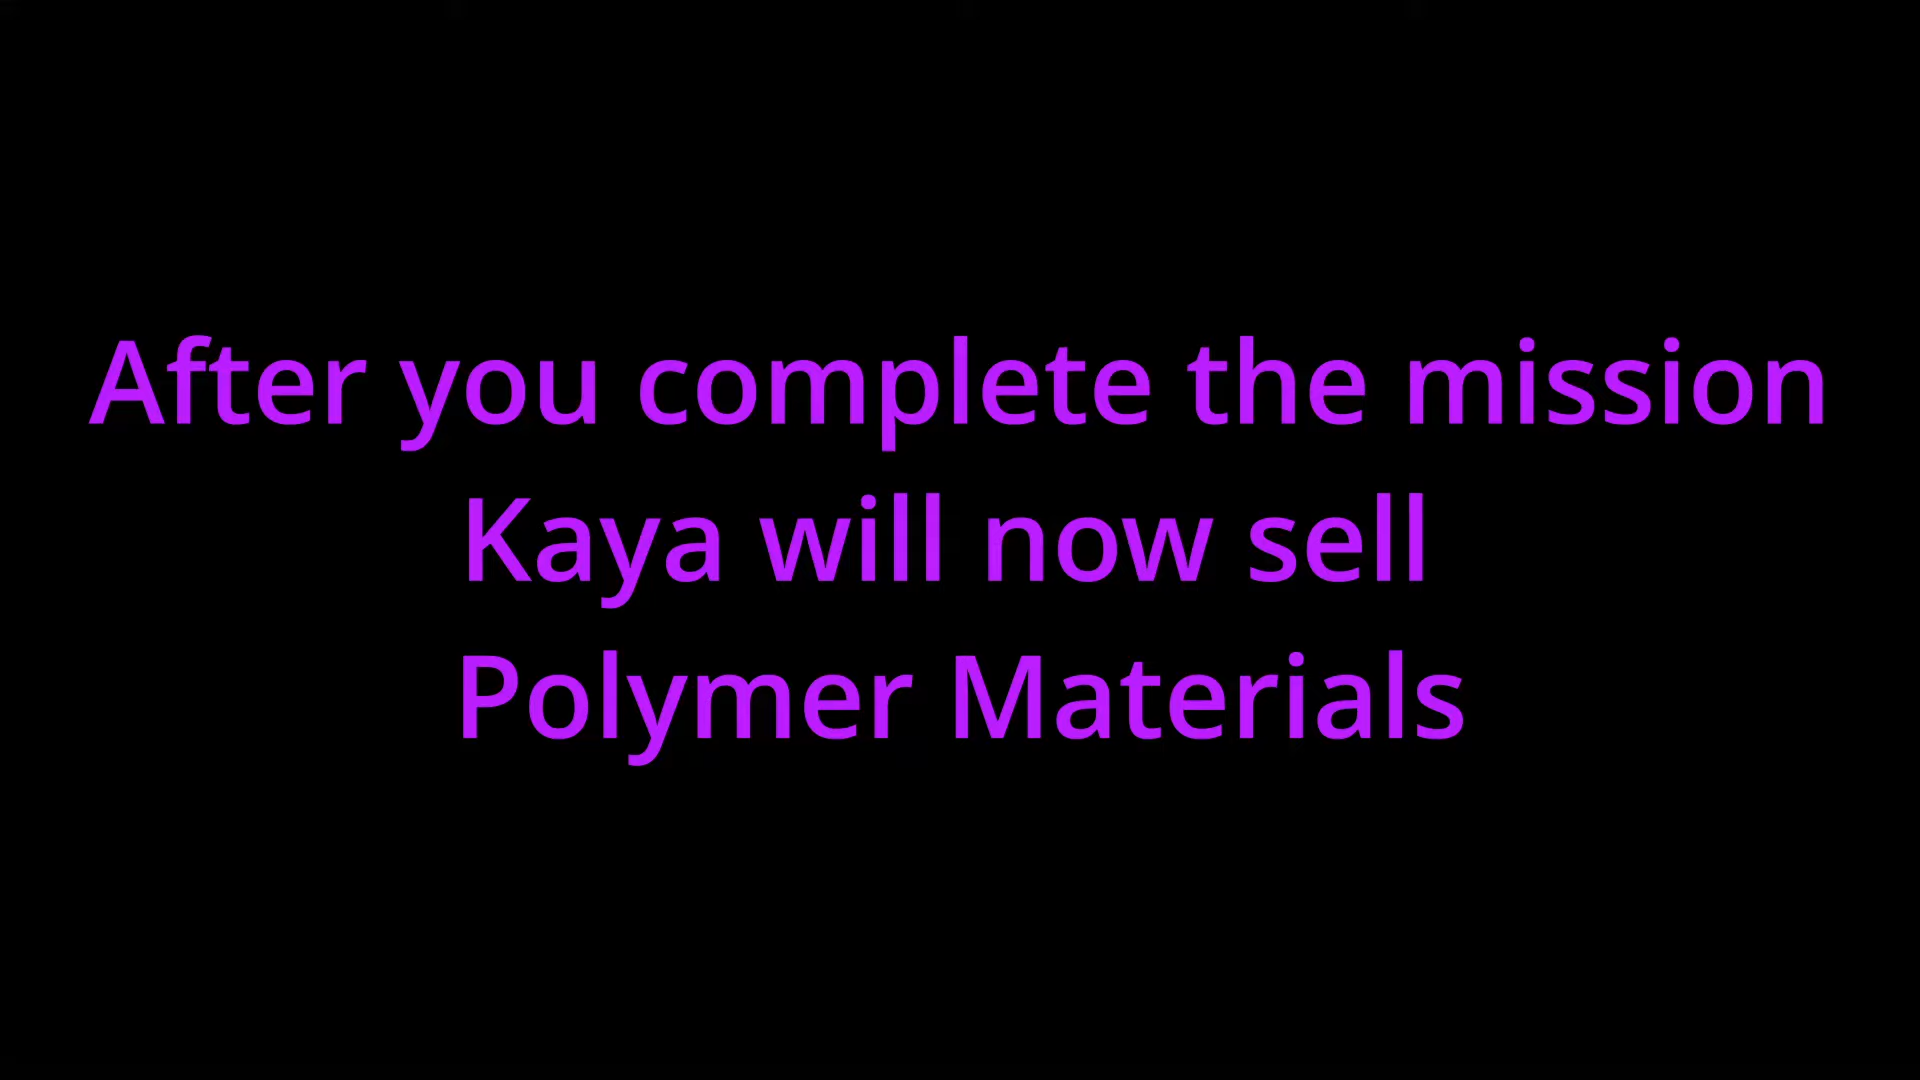 After you complete the mission
Kaya will now sell
Polymer Materials